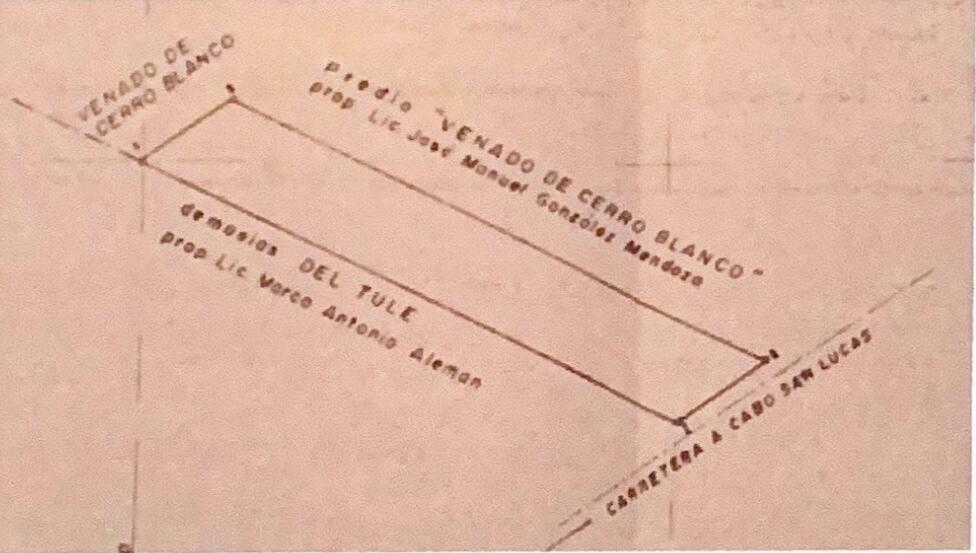 VENADO DE
CERRO BLANCO
predio "VENADO DE CERRO BLANCO"
prop Lic José Manuel González Mendoza
demasias DEL TULE
prop Lic Marco Antonio Aleman
CARRETERA A CABO SAN LUCAS